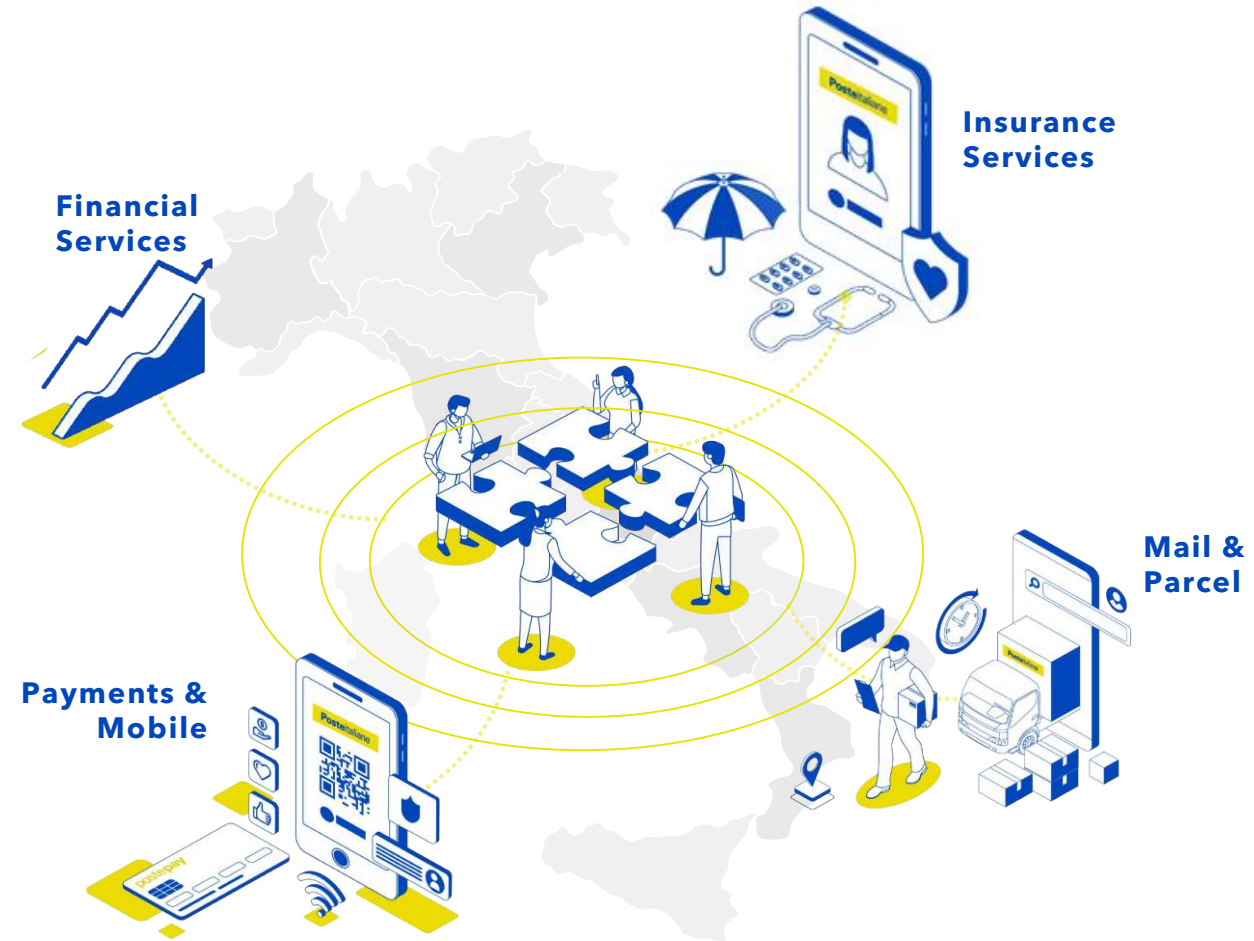 Posteitaliane
Insurance
Services
Financial
Services
Mail &
Parcel
Posteitaliane
Payments &
Mobile
Posteitaliane
postepay